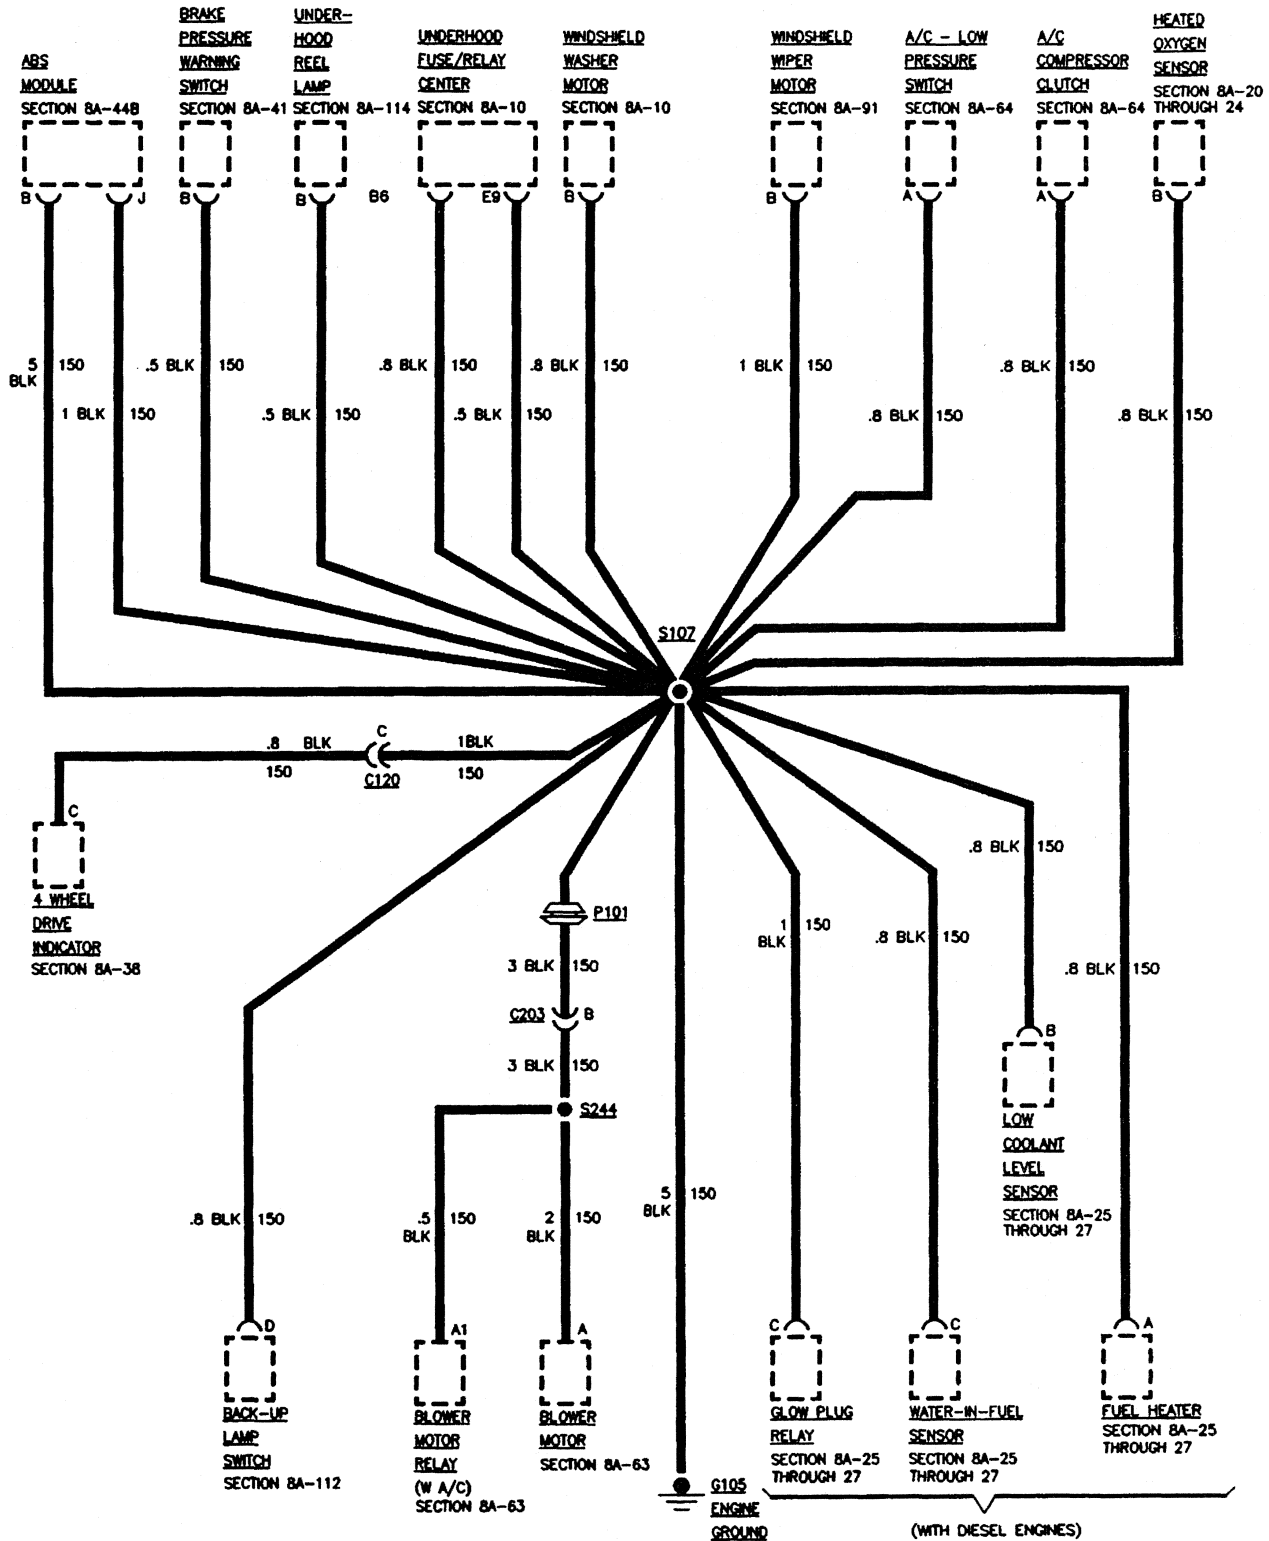 ABS
MODULE
SECTION 8A-44B
BRAKE
PRESSURE
WARNING
SWITCH
SECTION 8A-41
UNDER-
HOOD
REEL
LAMP
SECTION 8A-114
UNDERHOOD
FUSE/RELAY
CENTER
SECTION 8A-10
WINDSHIELD
WASHER
MOTOR
SECTION 8A-10
WINDSHIELD
WIPER
MOTOR
SECTION 8A-91
A/C - LOW
PRESSURE
SWITCH
SECTION 8A-64
A/C
COMPRESSOR
CLUTCH
SECTION 8A-64
HEATED
OXYGEN
SENSOR
SECTION 8A-20
THROUGH 24
B
J
B
B
B6
E9
B
B
A
A
B
5
BLK
150
.5 BLK 150
.8 BLK 150
.8 BLK 150
1 BLK 150
.8 BLK 150
1 BLK 150
.5 BLK 150
.5 BLK 150
.8 BLK 150
.8 BLK 150
S107
.8 BLK
150
C
C120
1BLK
150
C
4 WHEEL
DRIVE
INDICATOR
SECTION 8A-38
P101
3 BLK 150
C203 B
3 BLK 150
S244
1
BLK
150
.8 BLK 150
.8 BLK 150
.8 BLK 150
B
LOW
COOLANT
LEVEL
SENSOR
SECTION 8A-25
THROUGH 27
.8 BLK 150
.5
BLK
150
2
BLK
150
5
BLK
150
D
BACK-UP
LAMP
SWITCH
SECTION 8A-112
A1
BLOWER
MOTOR
RELAY
(W A/C)
SECTION 8A-63
A
BLOWER
MOTOR
SECTION 8A-63
G105
ENGINE
GROUND
C
GLOW PLUG
RELAY
SECTION 8A-25
THROUGH 27
C
WATER-IN-FUEL
SENSOR
SECTION 8A-25
THROUGH 27
A
FUEL HEATER
SECTION 8A-25
THROUGH 27
(WITH DIESEL ENGINES)